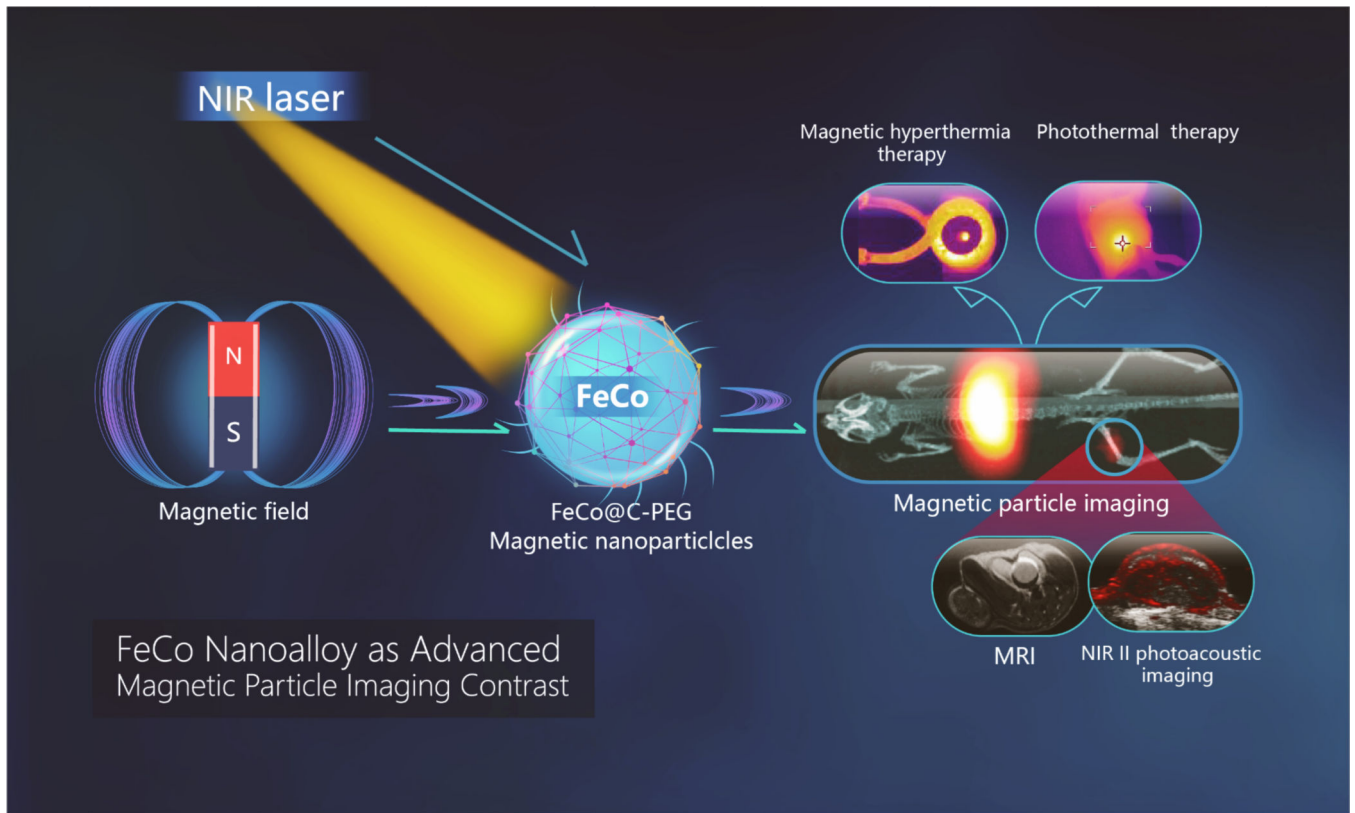 NIR laser
Magnetic hyperthermia
therapy
Photothermal therapy
N
S
FeCo
Magnetic field
FeCo@C-PEG
Magnetic nanoparticlcles
Magnetic particle imaging
MRI
NIR II photoacoustic
imaging
FeCo Nanoalloy as Advanced
Magnetic Particle Imaging Contrast